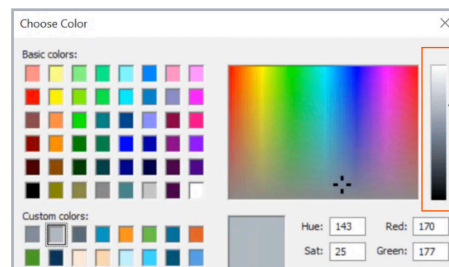 Choose Color
Basic colors:
Custom colors:
Hue: 143 Red: 170
Sat: 25 Green: 177